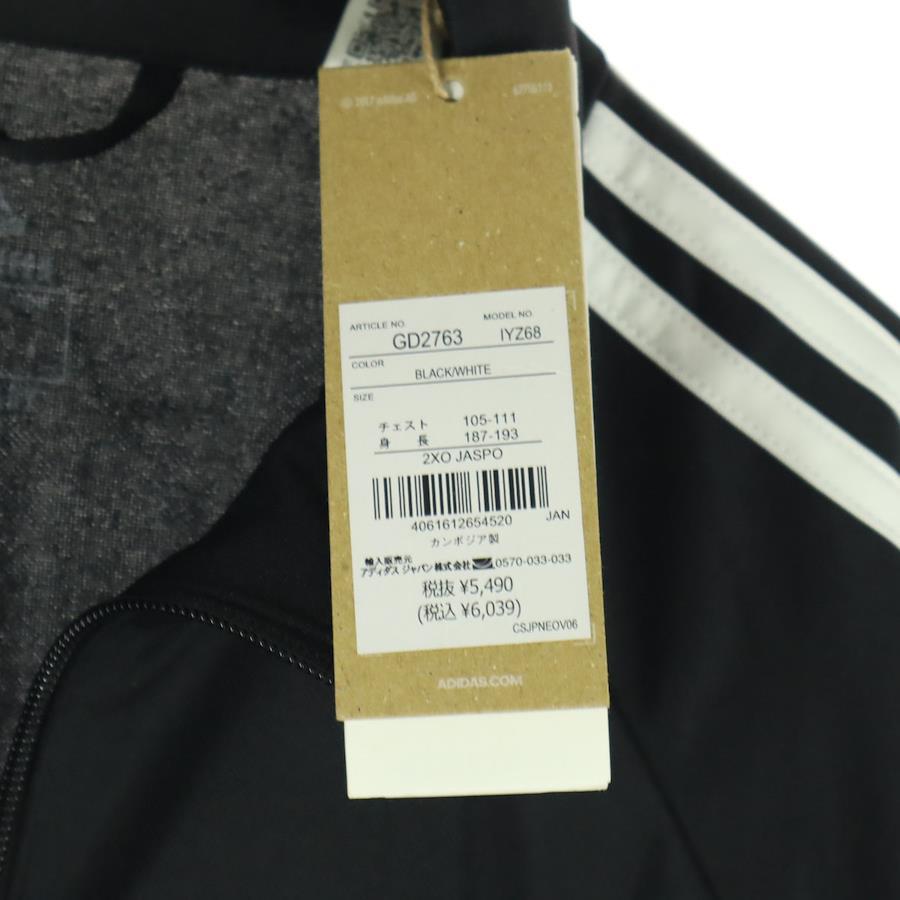 © 2017 adidas AG
ARTICLE NO. MODEL NO.
GD2763 IYZ68
COLOR
BLACK/WHITE
SIZE
チェスト 105-111
身 長 187-193
2XO JASPO
4061612654520 JAN
カンボジア製
輸入販売元
アディダス ジャパン株式会社 0570-033-033
税抜 ¥5,490
(税込 ¥6,039)
CSJPNEOV06
ADIDAS.COM